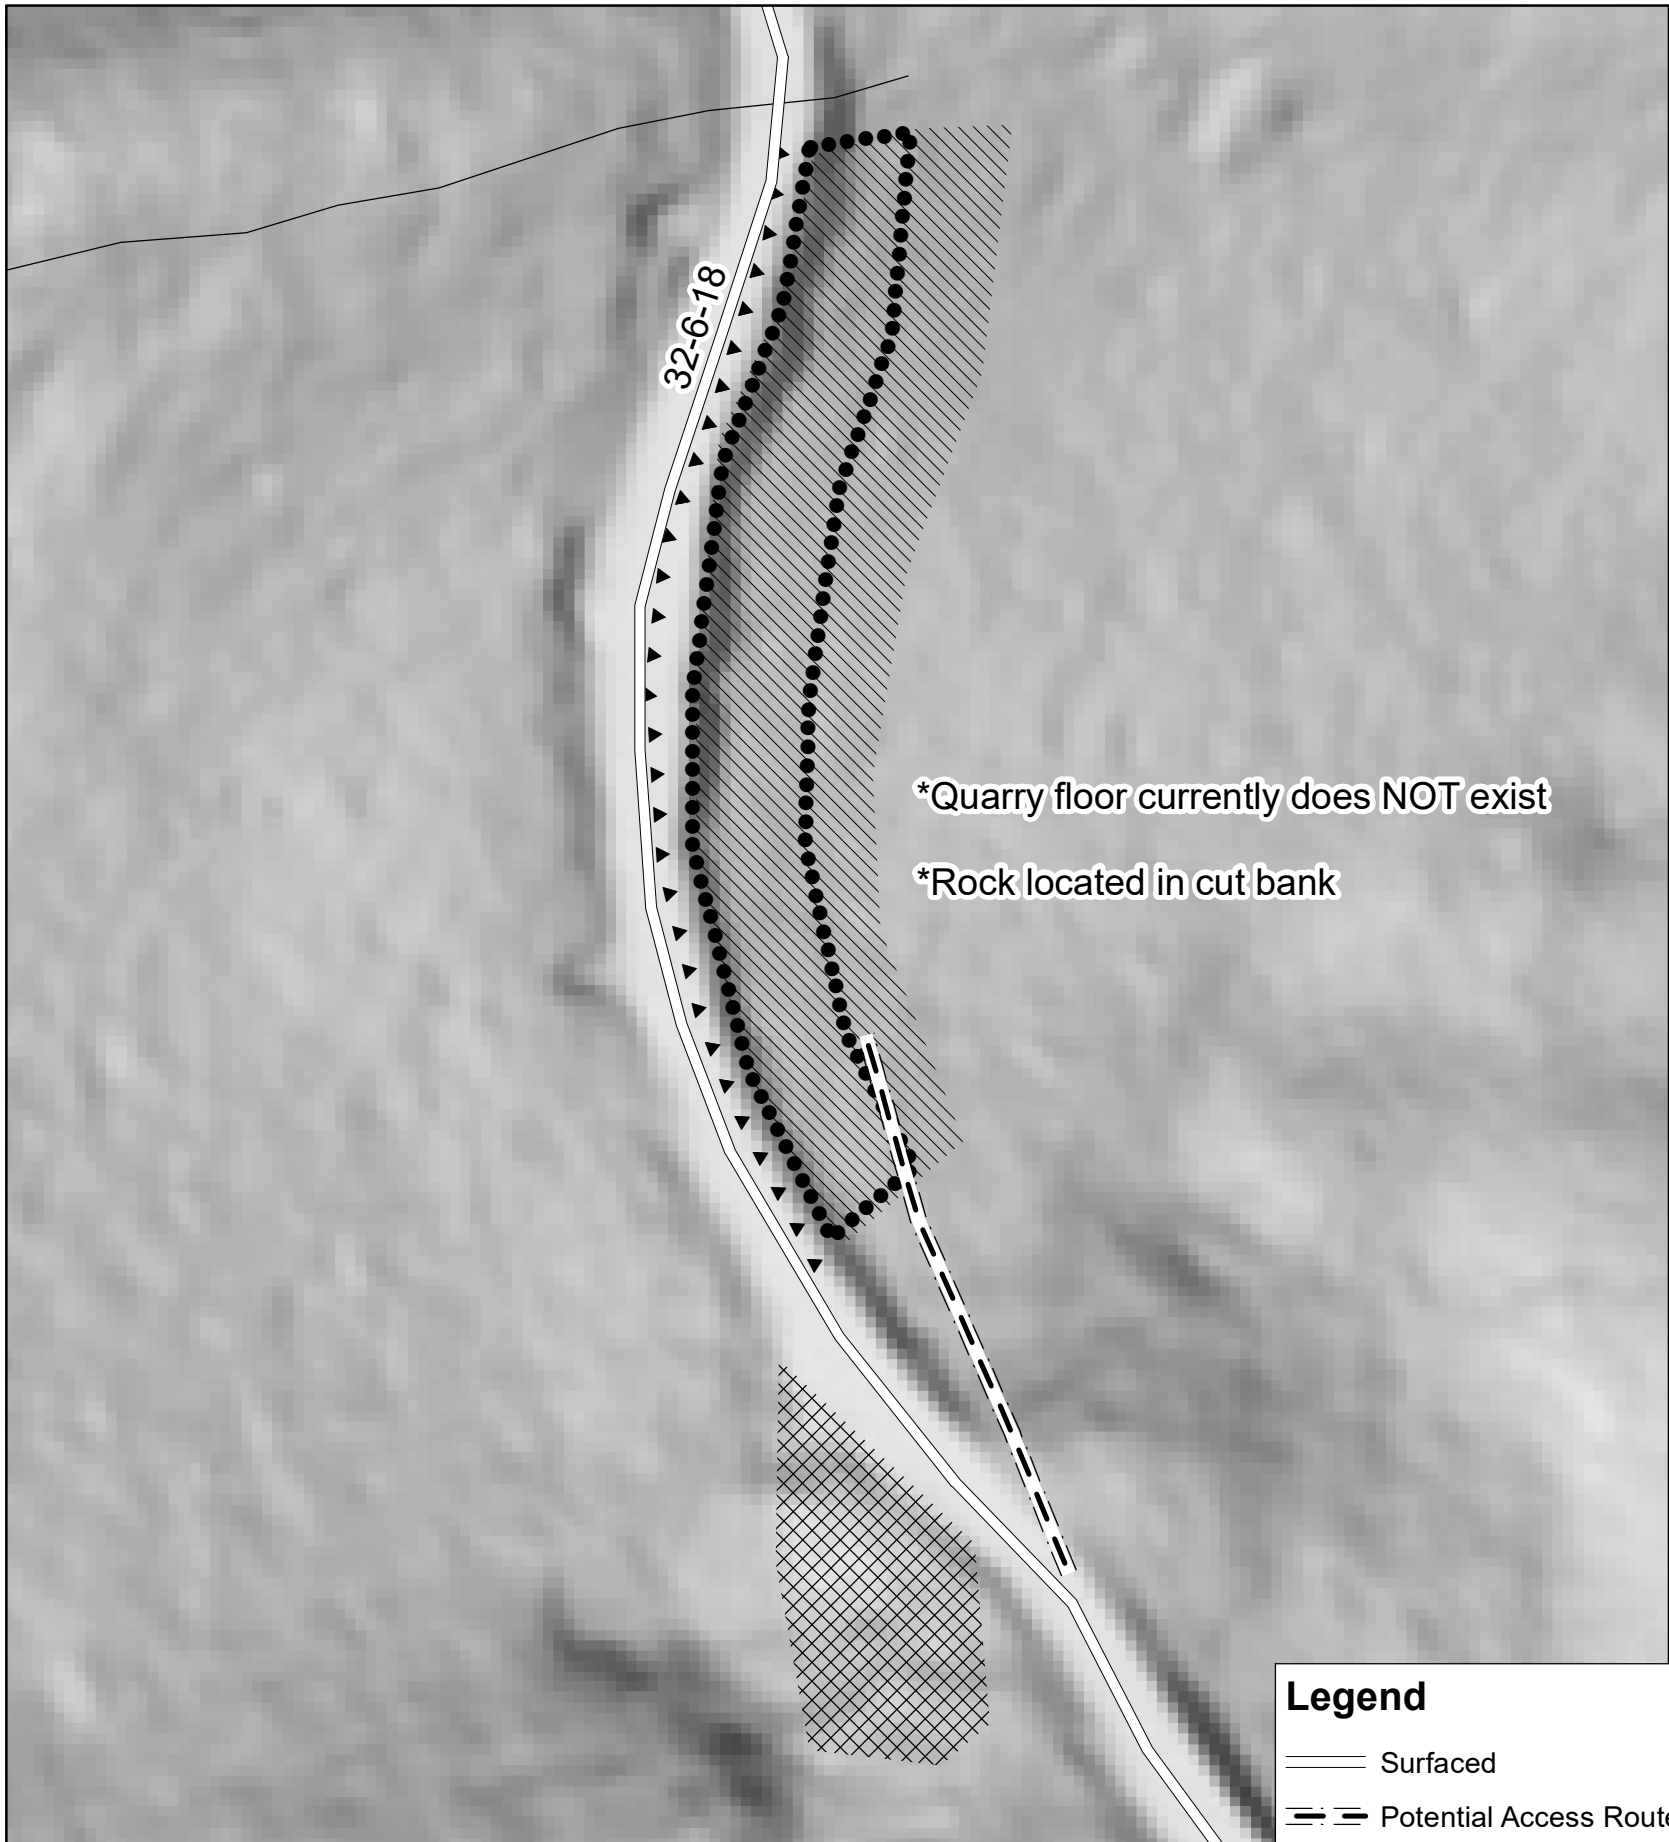 32-6-18
*Quarry floor currently does NOT exist
*Rock located in cut bank
Legend
Surfaced
Potential Access Route